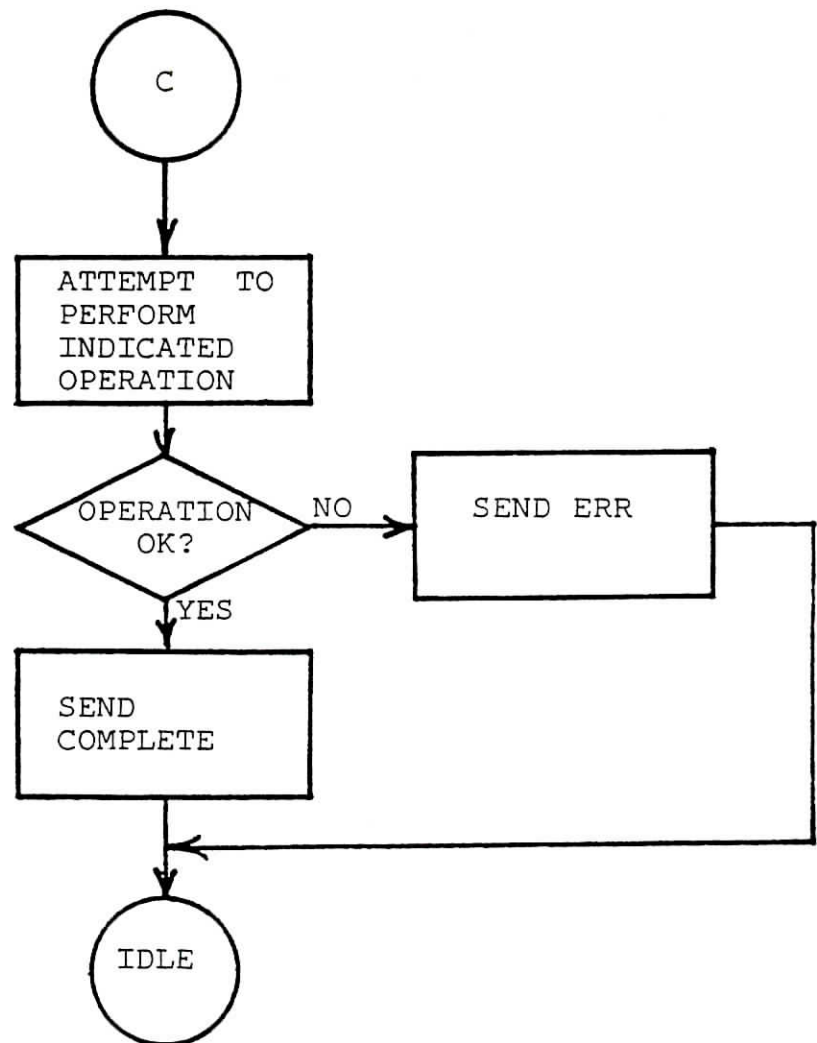 C
ATTEMPT TO
PERFORM
INDICATED
OPERATION
OPERATION
OK?
NO
SEND ERR
YES
SEND
COMPLETE
IDLE